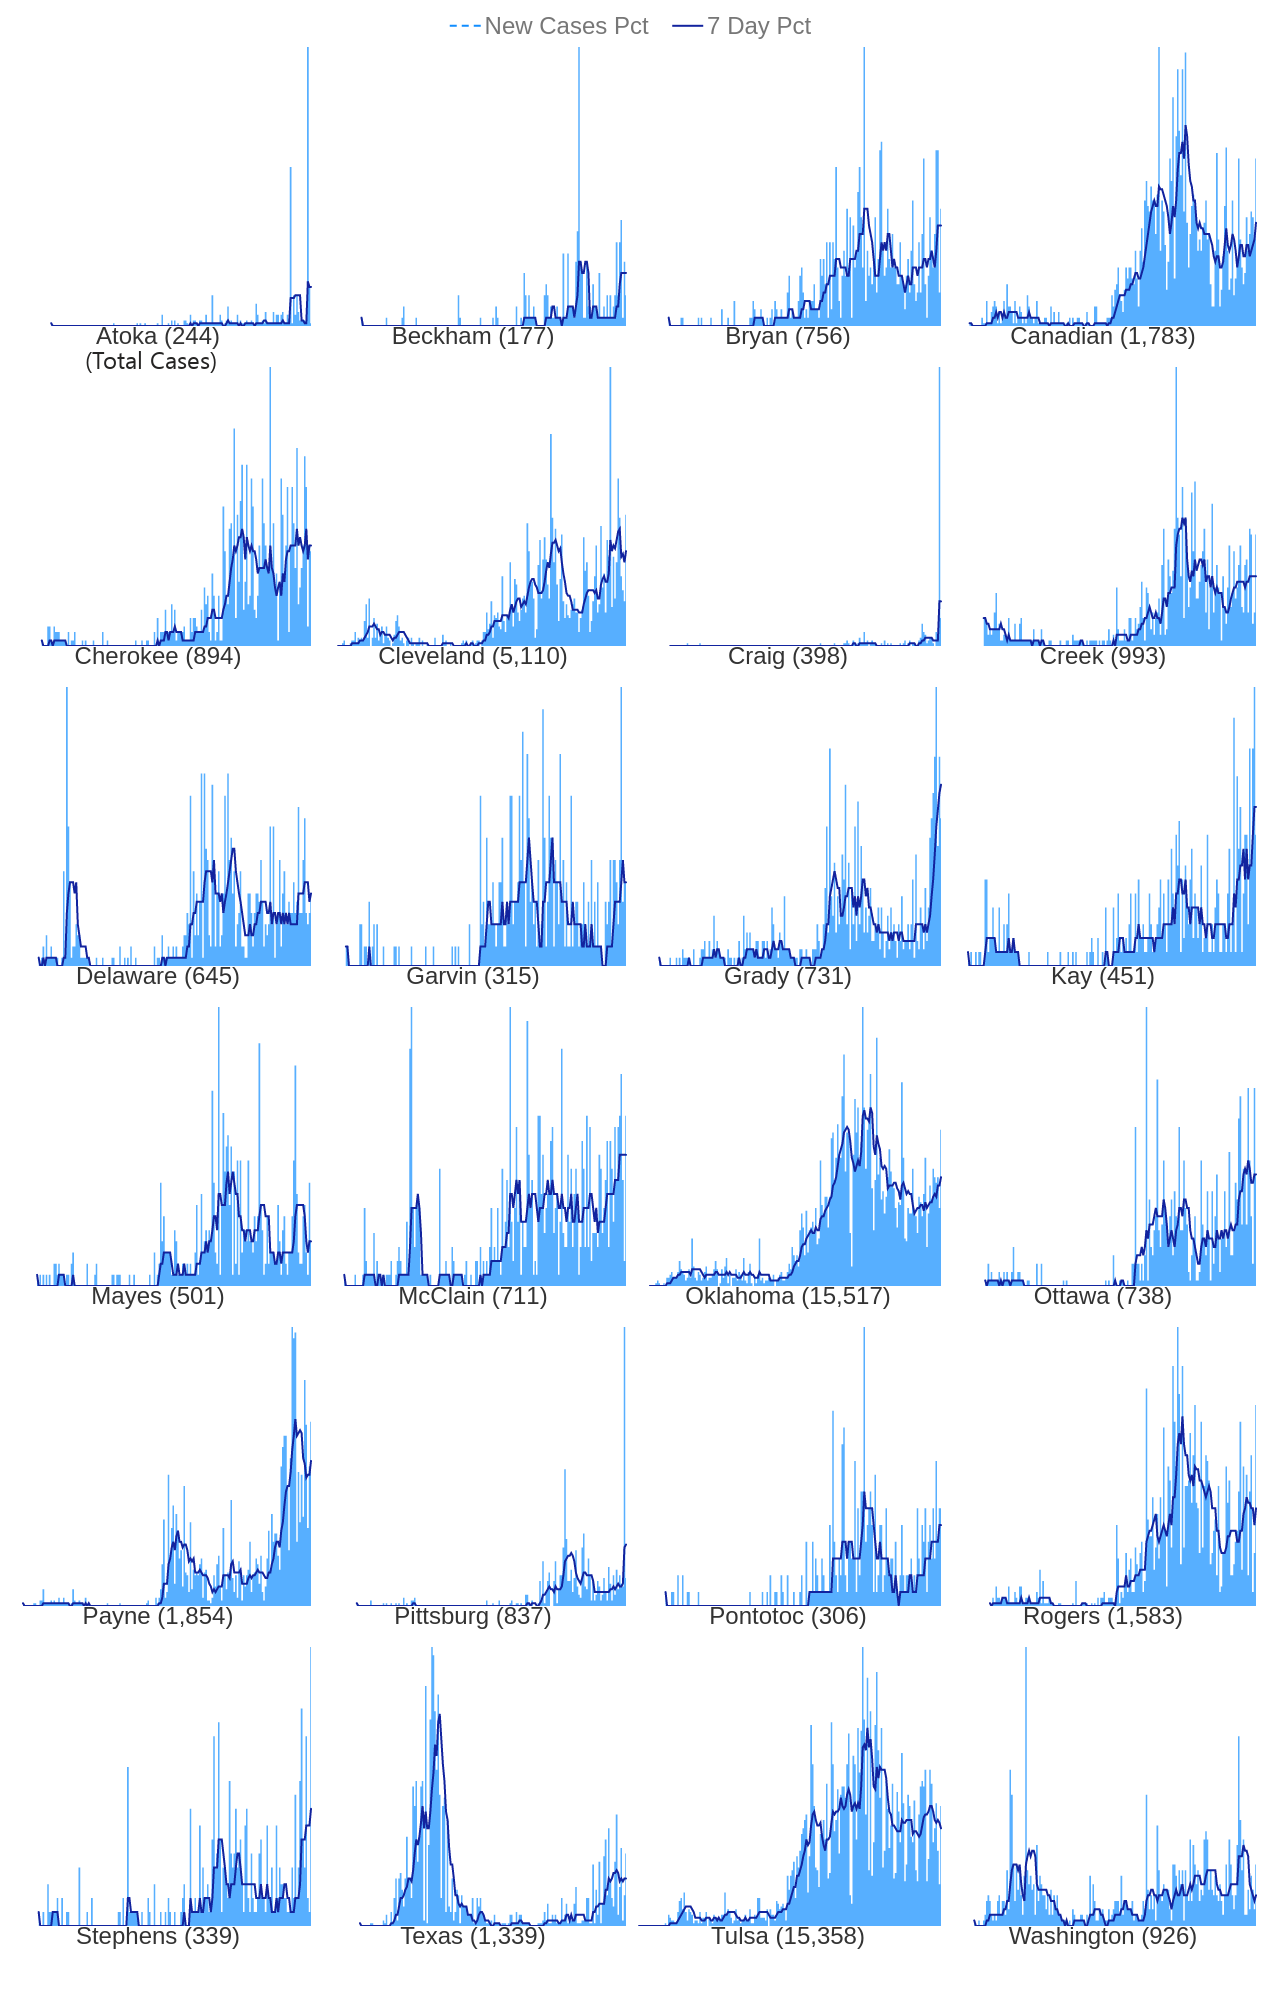 New Cases Pct 7 Day Pct
Atoka (244) Beckham (177) Bryan (756) Canadian (1,783)
(Total Cases)
Cherokee (894) Cleveland (5,110) Craig (398) Creek (993)
Delaware (645) Garvin (315) Grady (731) Kay (451)
Mayes (501) McClain (711) Oklahoma (15,517) Ottawa (738)
Payne (1,854) Pittsburg (837) Pontotoc (306) Rogers (1,583)
Stephens (339) Texas (1,339) Tulsa (15,358) Washington (926)